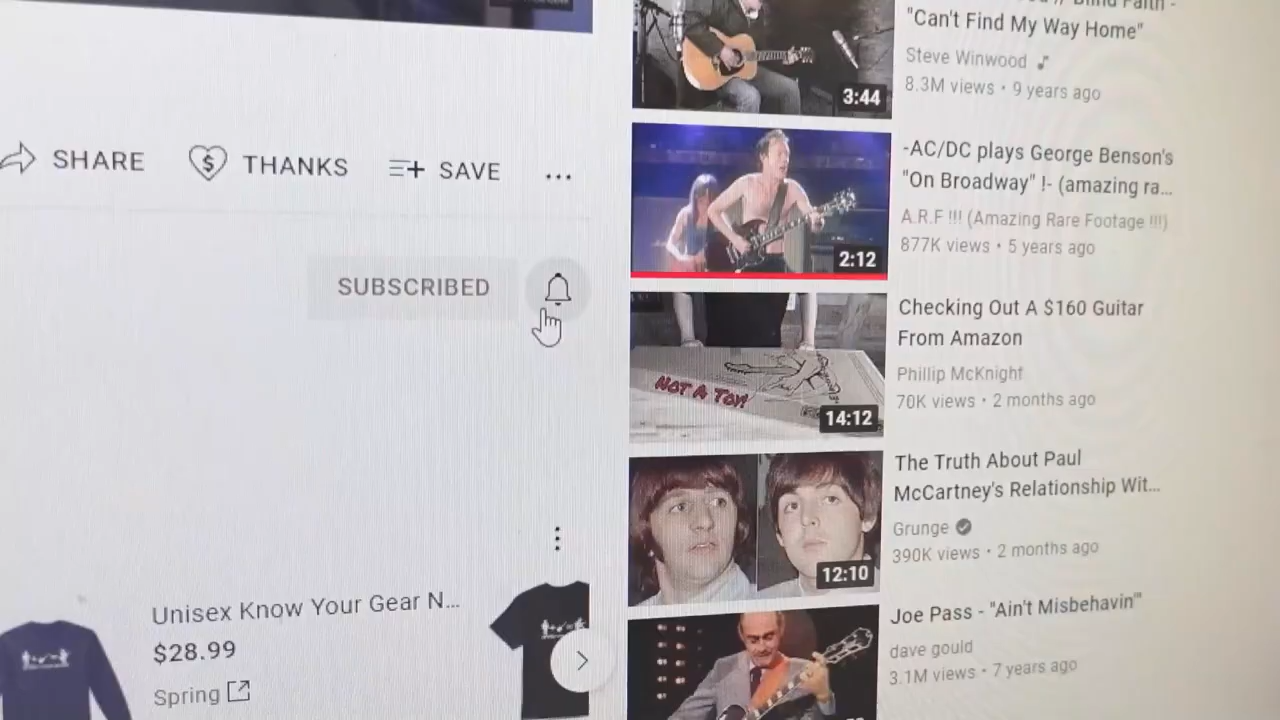 SHARE
THANKS
SAVE
SUBSCRIBED
Unisex Know Your Gear N...
$28.99
Spring
"Can't Find My Way Home"
Steve Winwood
8.3M views • 9 years ago
3:44
-AC/DC plays George Benson's
"On Broadway" !- (amazing ra...
A.R.F !!! (Amazing Rare Footage !!!)
877K views • 5 years ago
2:12
Checking Out A $160 Guitar
From Amazon
Phillip McKnight
70K views • 2 months ago
NOT A TOY!
14:12
The Truth About Paul
McCartney's Relationship Wit...
Grunge
390K views • 2 months ago
12:10
Joe Pass - "Ain't Misbehavin'"
dave gould
3.1M views • 7 years ago